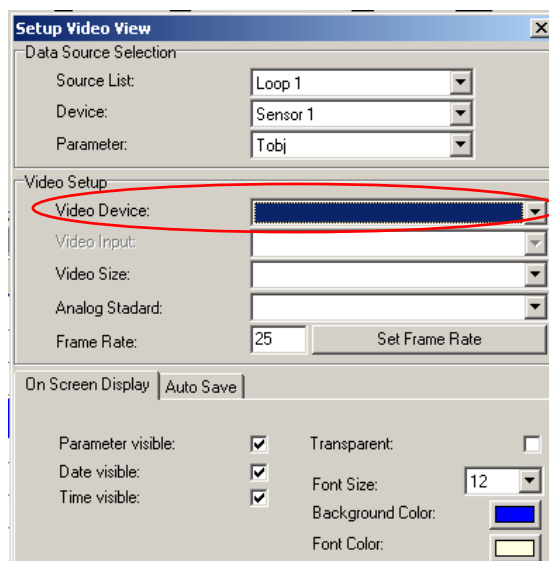 Setup Video View
Data Source Selection
Source List: Loop 1
Device: Sensor 1
Parameter: Tobj
Video Setup
Video Device:
Video Input:
Video Size:
Analog Stadard:
Frame Rate: 25 Set Frame Rate
On Screen Display Auto Save
Parameter visible: Transparent:
Date visible: Font Size: 12
Time visible:
Background Color:
Font Color: